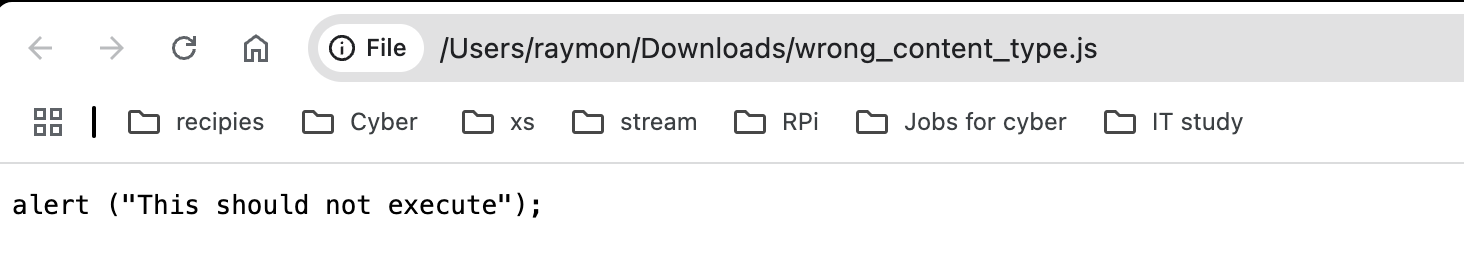 File /Users/raymon/Downloads/wrong_content_type.js
recipies Cyber xs stream RPi Jobs for cyber IT study
alert ("This should not execute");